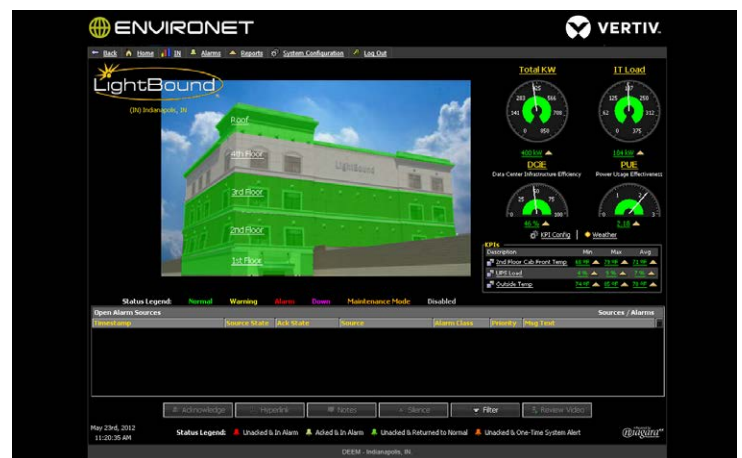 ENVIRONET
VERTIV.
Back Home IN Alarms Reports System Configuration Log Out
LightBound
(IN) Indianapolis, IN
Total KW
IT Load
Roof
4th Floor
LightBound
3rd Floor
2nd Floor
1st Floor
400 kW
DCiE
PUE
Data Center Infrastructure Efficiency
Power Usage Effectiveness
KPI Config | Weather
KPIs
Description Min Max Avg
2nd Floor Cab Front Temp
UPS Load
Outside Temp
Status Legend: Normal Warning Alarm Down Maintenance Mode Disabled
Open Alarm Sources
Sources / Alarms
Timestamp Source State Ack State Source Alarm Class Priority Msg Text
Acknowledge Hyperlink Notes Silence Filter Review Video
May 23rd, 2012
11:20:35 AM
Status Legend: Unacked & In Alarm Acked & In Alarm Unacked & Returned to Normal Unacked & One-Time System Alert
niagara
DEEM - Indianapolis, IN.